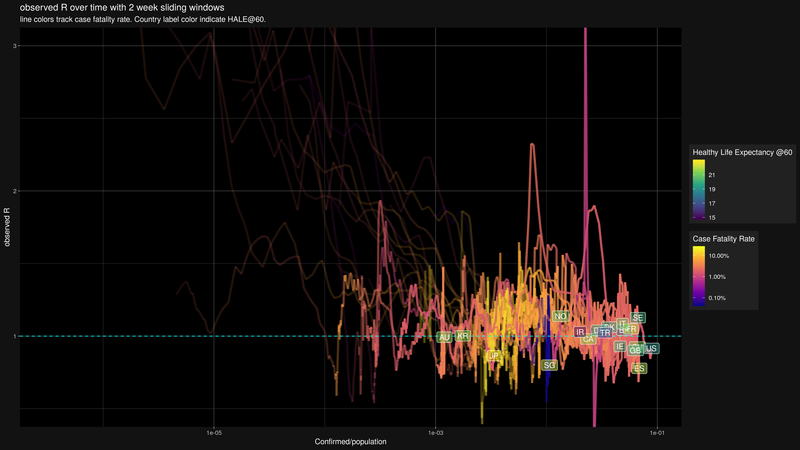 observed R over time with 2 week sliding windows
line colors track case fatality rate. Country label color indicate HALE@60.
3
2
1
observed R
1e-05
1e-03
1e-01
Confirmed/population
Healthy Life Expectancy @60
21
19
17
15
Case Fatality Rate
10.00%
1.00%
0.10%
NO
SE
IT
FR
IR
TR
CA
AU
KR
JP
SG
IE
GB
US
ES